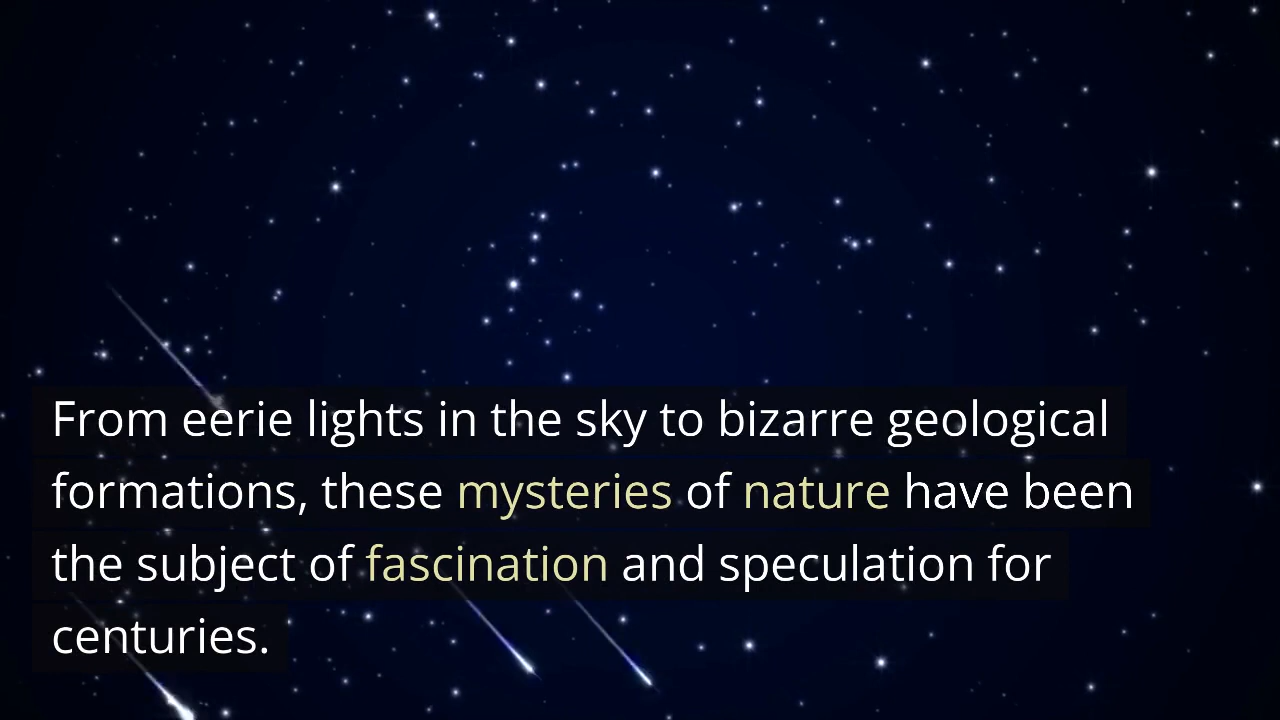 From eerie lights in the sky to bizarre geological
formations, these mysteries of nature have been
the subject of fascination and speculation for
centuries.